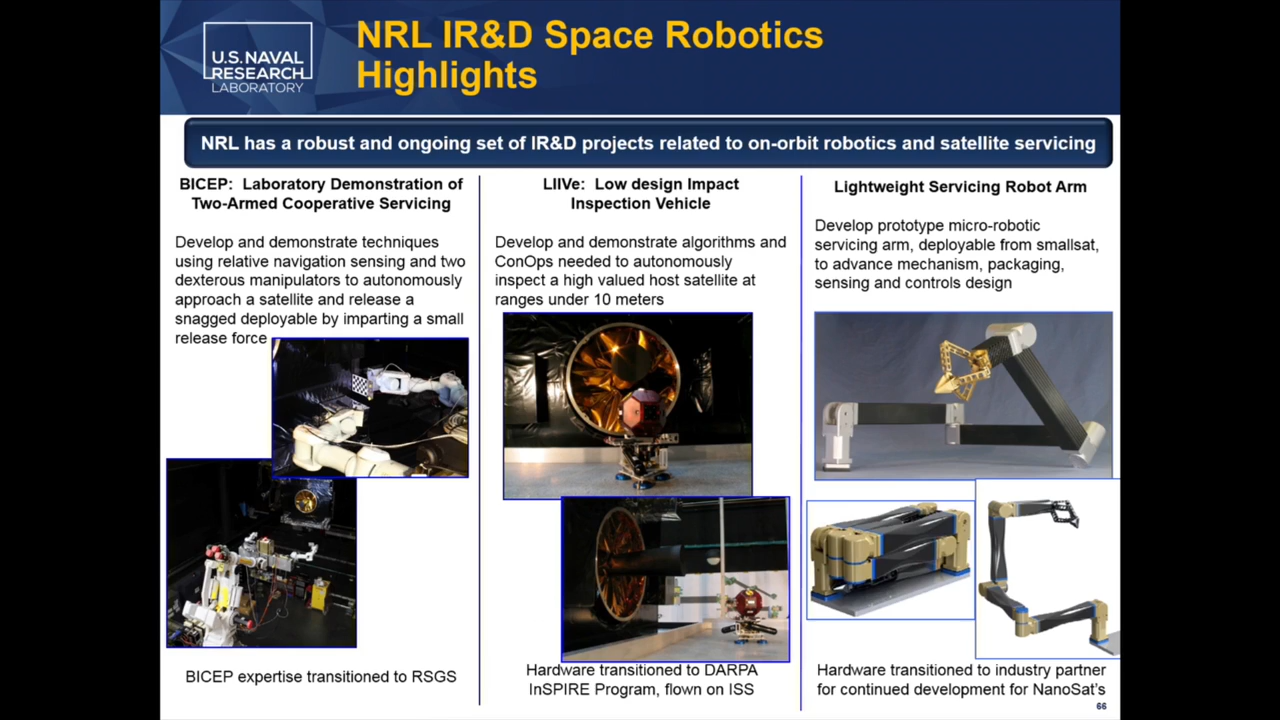 U.S. NAVAL
RESEARCH
LABORATORY
NRL IR&D Space Robotics
Highlights
NRL has a robust and ongoing set of IR&D projects related to on-orbit robotics and satellite servicing
BICEP: Laboratory Demonstration of
Two-Armed Cooperative Servicing
Develop and demonstrate techniques
using relative navigation sensing and two
dexterous manipulators to autonomously
approach a satellite and release a
snagged deployable by imparting a small
release force
BICEP expertise transitioned to RSGS
LIIVe: Low design Impact
Inspection Vehicle
Develop and demonstrate algorithms and
ConOps needed to autonomously
inspect a high valued host satellite at
ranges under 10 meters
Hardware transitioned to DARPA
InSPIRE Program, flown on ISS
Lightweight Servicing Robot Arm
Develop prototype micro-robotic
servicing arm, deployable from smallsat,
to advance mechanism, packaging,
sensing and controls design
Hardware transitioned to industry partner
for continued development for NanoSat's
66